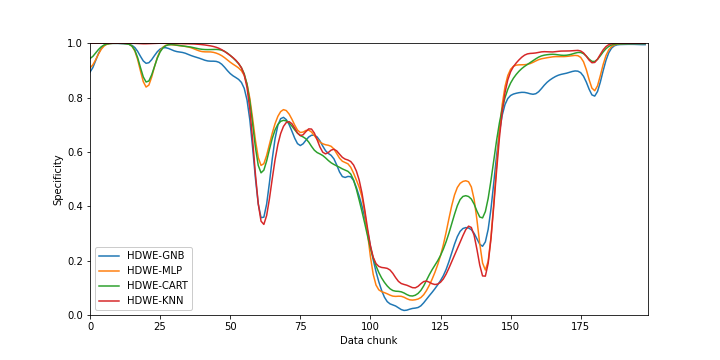 1.0
0.8
0.6
0.4
0.2
0.0
Specificity
HDWE-GNB
HDWE-MLP
HDWE-CART
HDWE-KNN
0 25 50 75 100 125 150 175
Data chunk